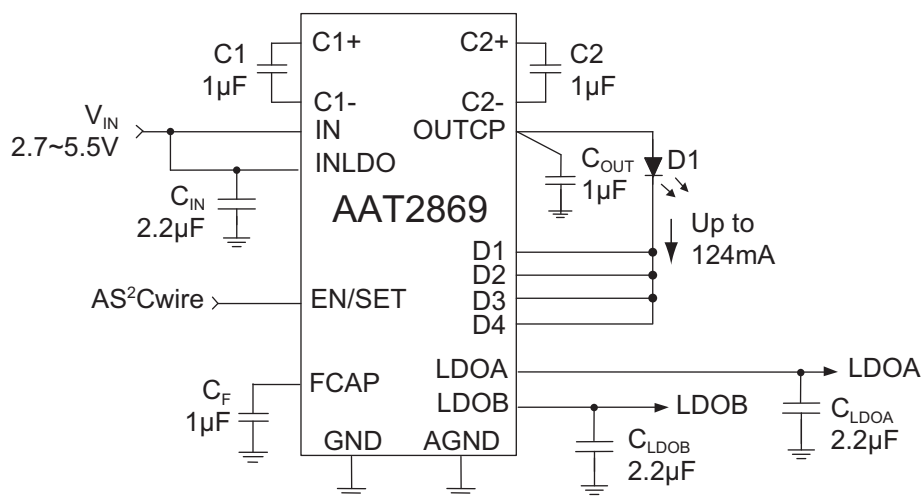 C1
1µF
C1+
C1-
C2+
C2-
C2
1µF
V_IN
2.7~5.5V
IN
INLDO
OUTCP
C_OUT
1µF
D1
C_IN
2.2µF
AAT2869
Up to
124mA
D1
D2
D3
D4
AS²Cwire
EN/SET
LDOA
LDOA
C_F
1µF
FCAP
LDOB
LDOB
C_LDOA
2.2µF
C_LDOB
2.2µF
GND
AGND